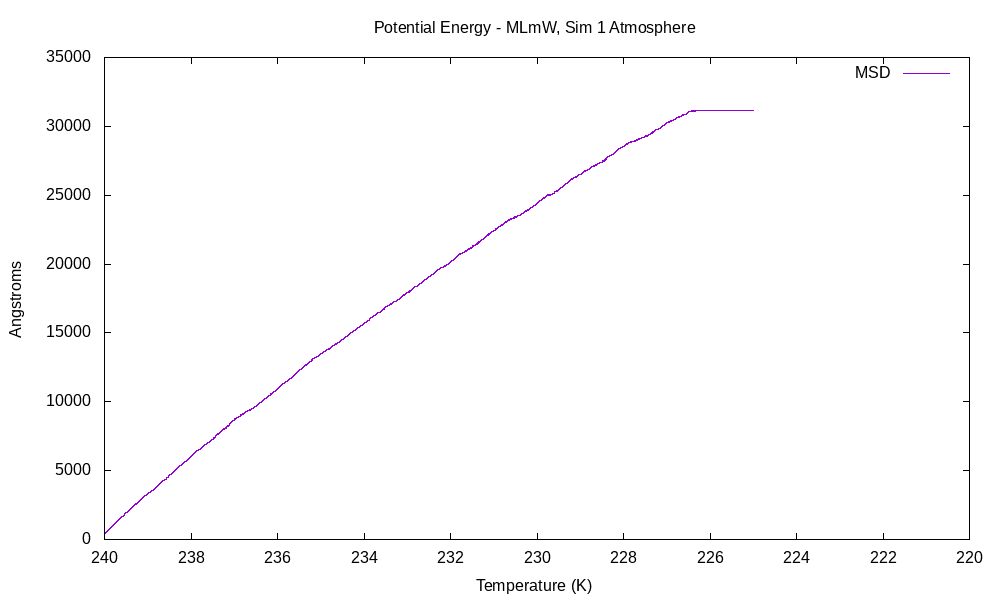 Potential Energy - MLmW, Sim 1 Atmosphere
MSD
35000
30000
25000
20000
15000
10000
5000
0
Angstroms
240 238 236 234 232 230 228 226 224 222 220
Temperature (K)